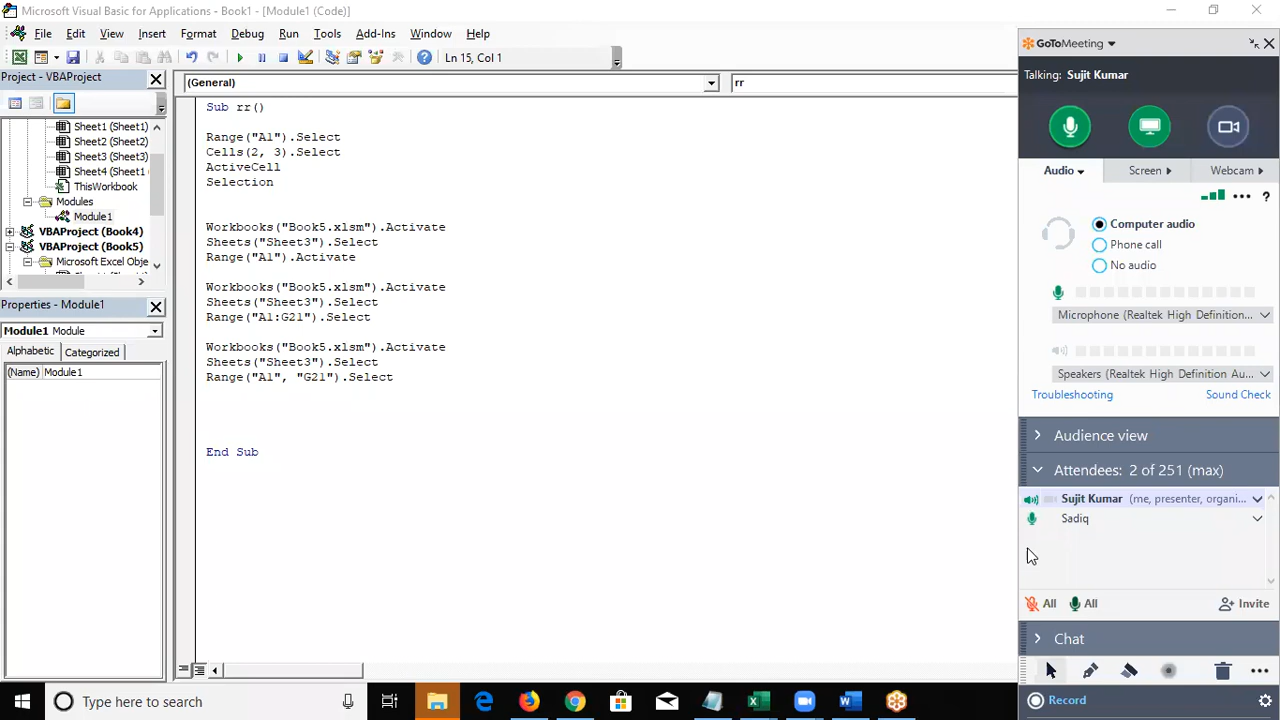 Microsoft Visual Basic for Applications - Book1 - [Module1 (Code)]
File Edit View Insert Format Debug Run Tools Add-Ins Window Help
Ln 15, Col 1
Project - VBAProject
(General)
rr
Sheet1 (Sheet1)
Sheet2 (Sheet2)
Sheet3 (Sheet3)
Sheet4 (Sheet1
ThisWorkbook
Modules
Module1
VBAProject (Book4)
VBAProject (Book5)
Microsoft Excel Obje
Properties - Module1
Module1 Module
Alphabetic Categorized
(Name) Module1
Sub rr()
Range("A1").Select
Cells(2, 3).Select
ActiveCell
Selection
Workbooks("Book5.xlsm").Activate
Sheets("Sheet3").Select
Range("A1").Activate
Workbooks("Book5.xlsm").Activate
Sheets("Sheet3").Select
Range("A1:G21").Select
Workbooks("Book5.xlsm").Activate
Sheets("Sheet3").Select
Range("A1", "G21").Select
End Sub
GoToMeeting
Talking: Sujit Kumar
Audio Screen Webcam
?
Computer audio
Phone call
No audio
Microphone (Realtek High Definition...
Speakers (Realtek High Definition Au...
Troubleshooting Sound Check
Audience view
Attendees: 2 of 251 (max)
Sujit Kumar (me, presenter, organi...
Sadiq
All All Invite
Chat
Record
Type here to search